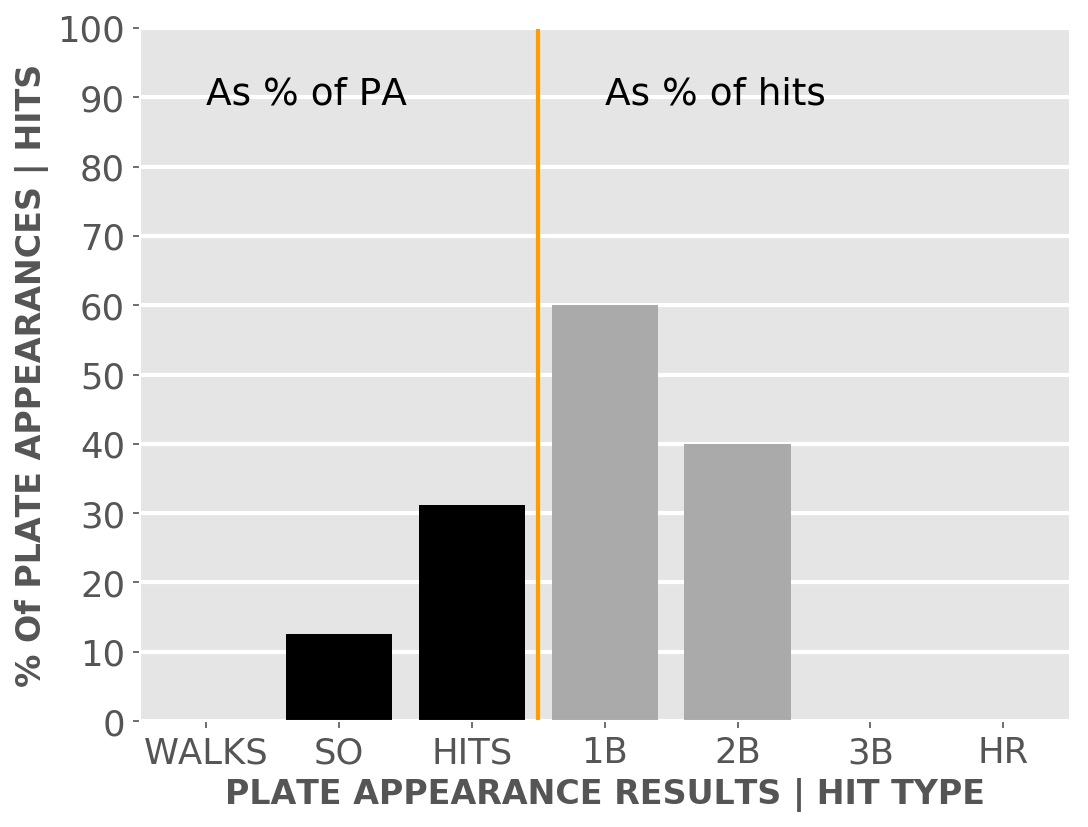 % Of PLATE APPEARANCES | HITS
100
90
80
70
60
50
40
30
20
10
0
As % of PA
As % of hits
WALKS SO HITS 1B 2B 3B HR
PLATE APPEARANCE RESULTS | HIT TYPE